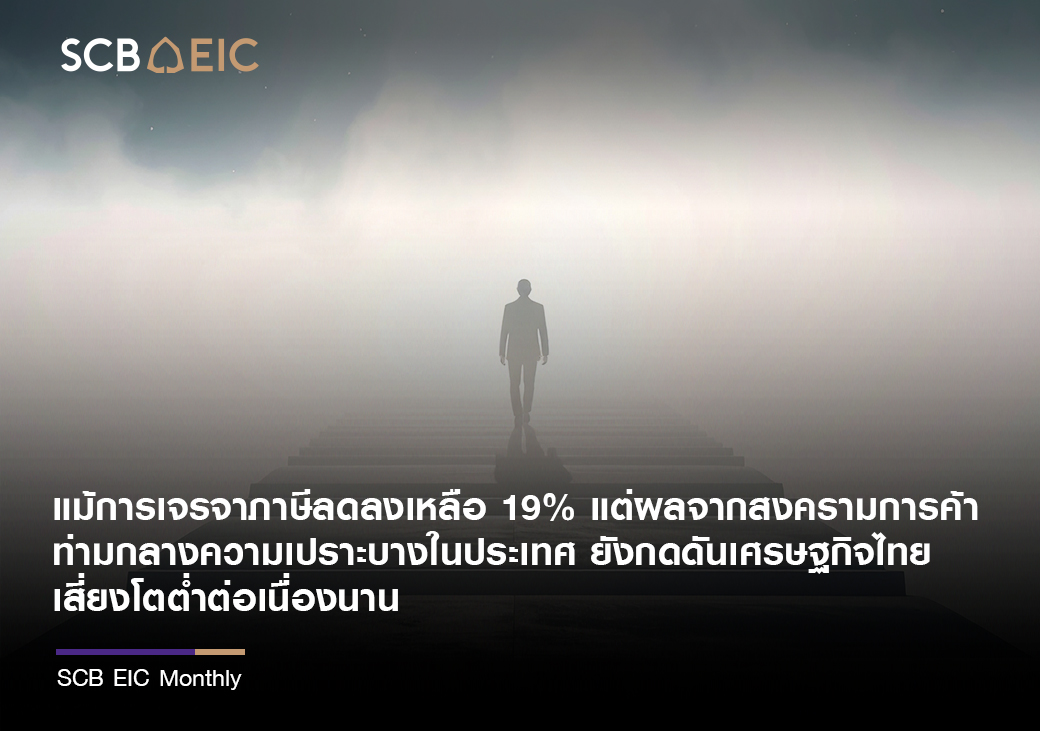 SCB EIC
แม้การเจรจาภาษีลดลงเหลือ 19% แต่ผลจากสงครามการค้า
ท่ามกลางความเปราะบางในประเทศ ยังกดดันเศรษฐกิจไทย
เสี่ยงโตต่ำต่อเนื่องนาน
SCB EIC Monthly